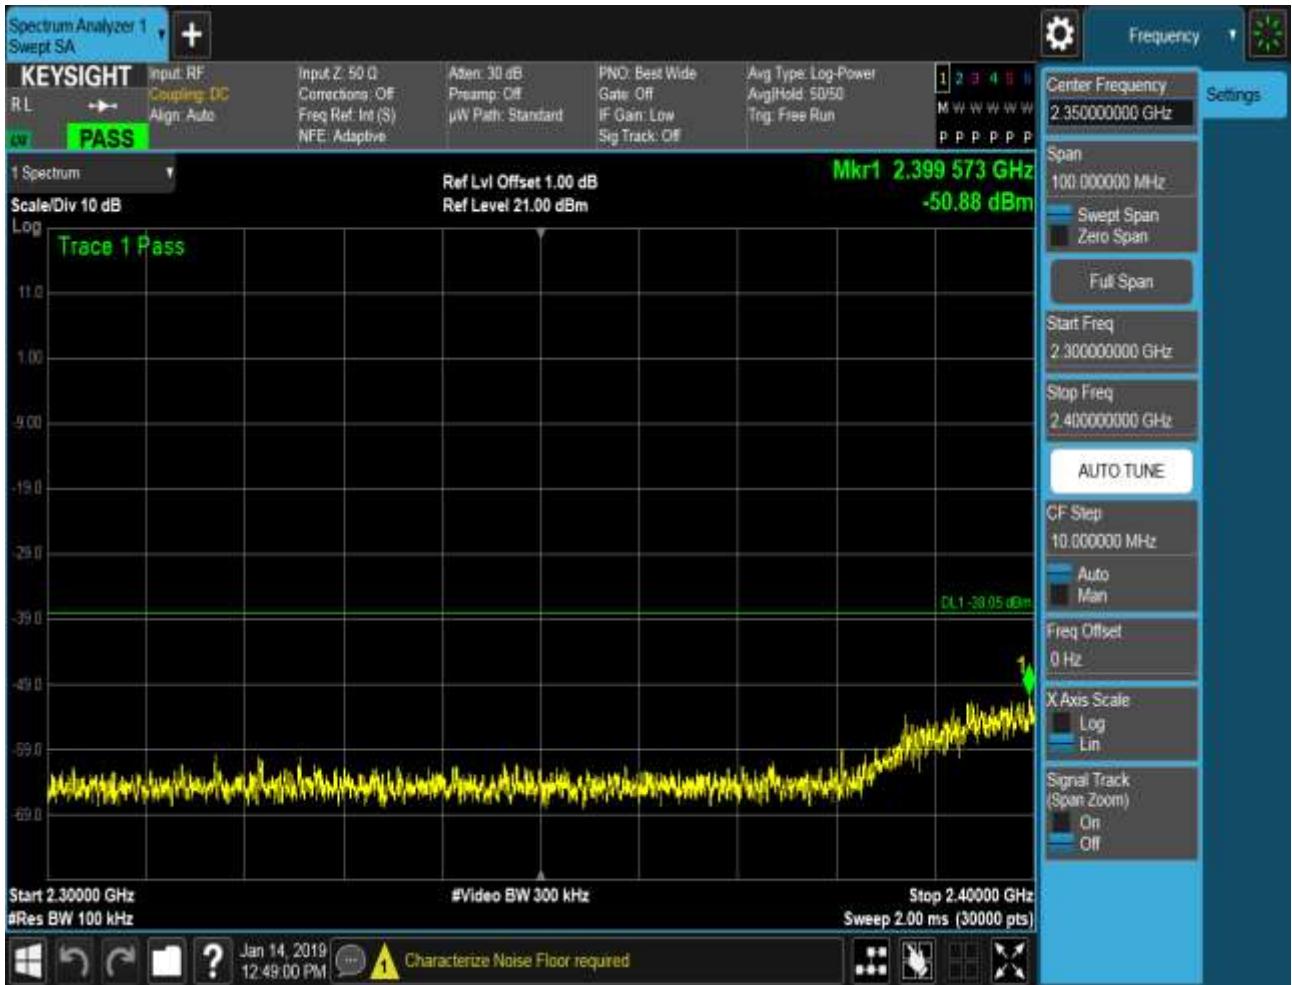 Spectrum Analyzer 1
Swept SA
+
Frequency
KEYSIGHT
RL
PASS
Input: RF
Coupling: DC
Align: Auto
Input Z: 50 Ω
Corrections: Off
Freq Ref: Int (S)
NFE: Adaptive
Atten: 30 dB
Preamp: Off
µW Path: Standard
PNO: Best Wide
Gate: Off
IF Gain: Low
Sig Track: Off
Avg Type: Log-Power
Avg|Hold: 50/50
Trig: Free Run
1 2 3 4 5 6
M W W W W W
P P P P P P
1 Spectrum
Scale/Div 10 dB
Log
Ref Lvl Offset 1.00 dB
Ref Level 21.00 dBm
Mkr1 2.399 573 GHz
-50.88 dBm
Trace 1 Pass
11.0
1.00
-9.00
-19.0
-29.0
-39.0
-49.0
-59.0
-69.0
DL1 -38.05 dBm
1
Start 2.30000 GHz
#Res BW 100 kHz
#Video BW 300 kHz
Stop 2.40000 GHz
Sweep 2.00 ms (30000 pts)
Center Frequency
2.350000000 GHz
Settings
Span
100.000000 MHz
Swept Span
Zero Span
Full Span
Start Freq
2.300000000 GHz
Stop Freq
2.400000000 GHz
AUTO TUNE
CF Step
10.000000 MHz
Auto
Man
Freq Offset
0 Hz
X Axis Scale
Log
Lin
Signal Track
(Span Zoom)
On
Off
?
Jan 14, 2019
12:49:00 PM
1
Characterize Noise Floor required